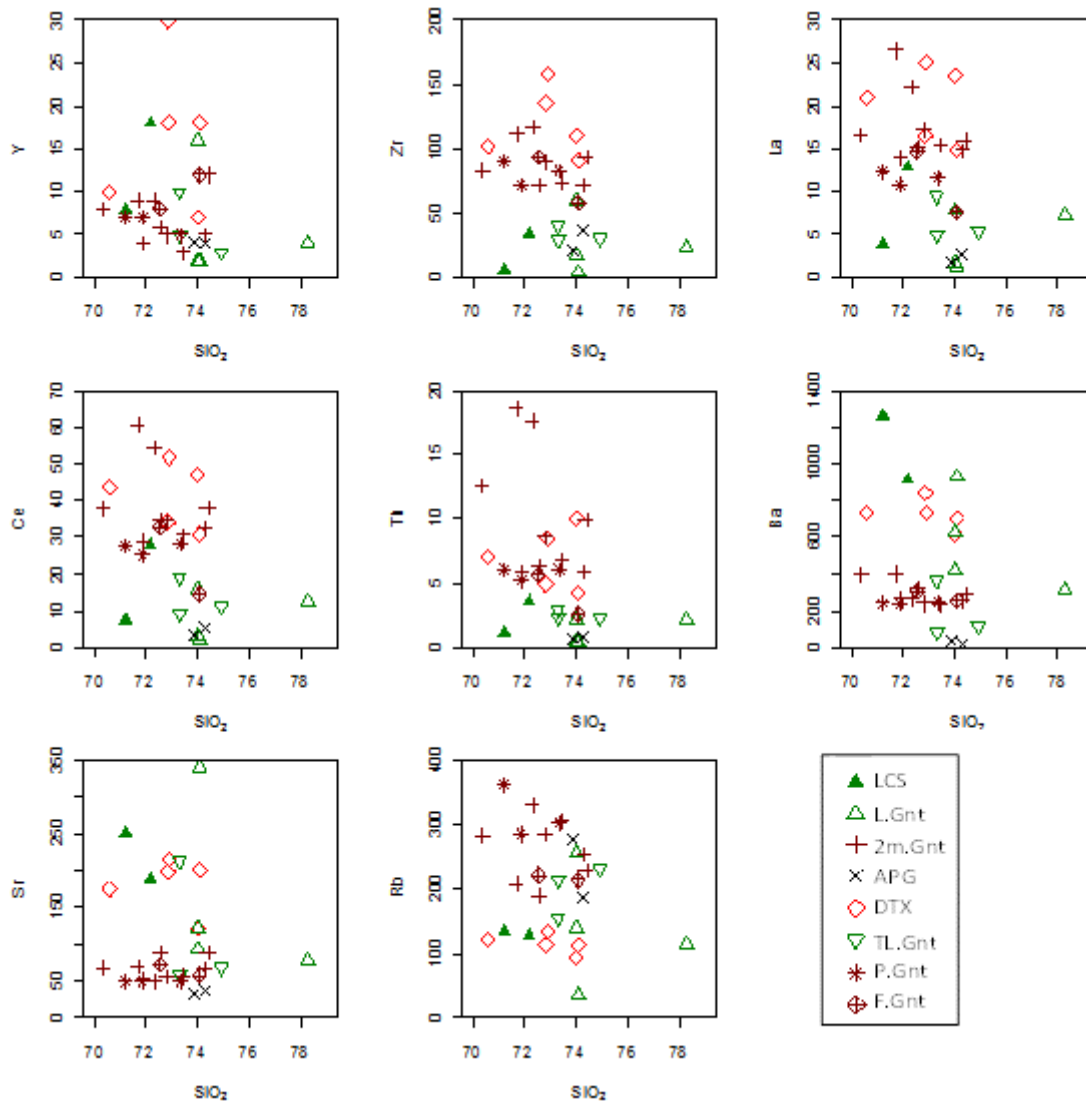 Y
0 5 10 15 20 25 30
70 72 74 76 78
SIO₂
Zr
0 50 100 150 200
70 72 74 76 78
SIO₂
La
0 5 10 15 20 25 30
70 72 74 76 78
SIO₂
Ce
0 10 20 30 40 50 60 70
70 72 74 76 78
SIO₂
Th
0 5 10 15 20
70 72 74 76 78
SIO₂
Ba
0 200 600 1000 1400
70 72 74 76 78
SIO₂
Sr
0 50 150 250 350
70 72 74 76 78
SIO₂
Rb
0 100 200 300 400
70 72 74 76 78
SIO₂
LCS
L.Gnt
2m.Gnt
APG
DTX
TL.Gnt
P.Gnt
F.Gnt